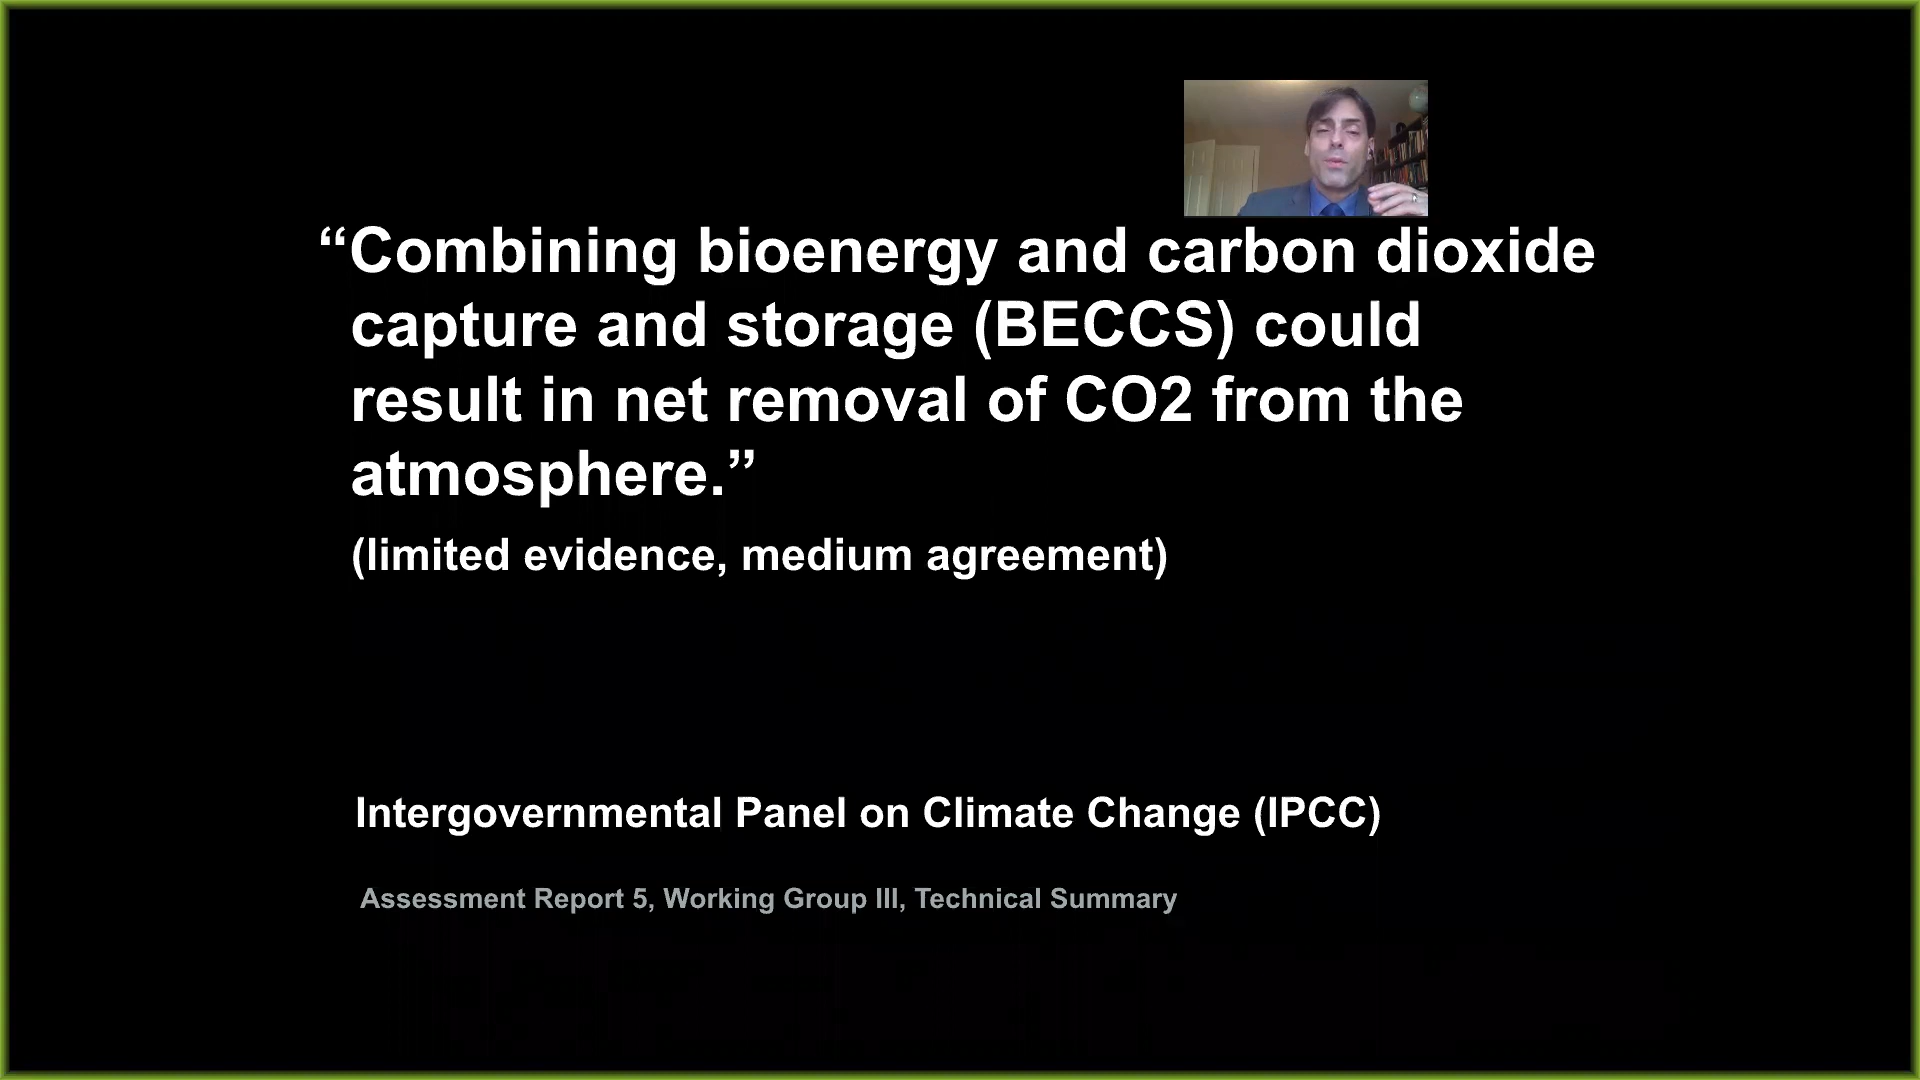 “Combining bioenergy and carbon dioxide
capture and storage (BECCS) could
result in net removal of CO2 from the
atmosphere.”
(limited evidence, medium agreement)
Intergovernmental Panel on Climate Change (IPCC)
Assessment Report 5, Working Group III, Technical Summary